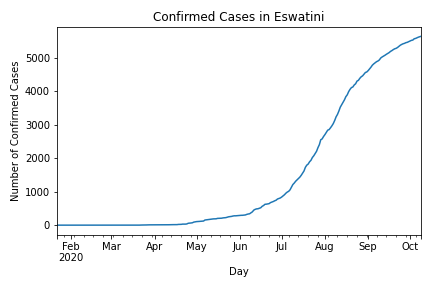 Confirmed Cases in Eswatini
Number of Confirmed Cases
5000
4000
3000
2000
1000
0
Feb Mar Apr May Jun Jul Aug Sep Oct
2020
Day